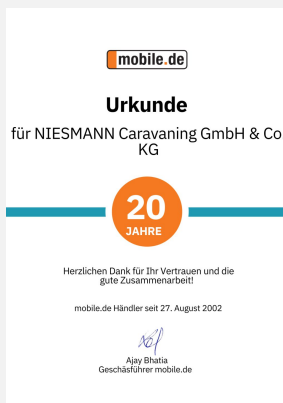 mobile.de
Urkunde
für NIESMANN Caravaning GmbH & Co
KG
20
JAHRE
Herzlichen Dank für Ihr Vertrauen und die
gute Zusammenarbeit!
mobile.de Händler seit 27. August 2002
Ajay Bhatia
Geschäsführer mobile.de